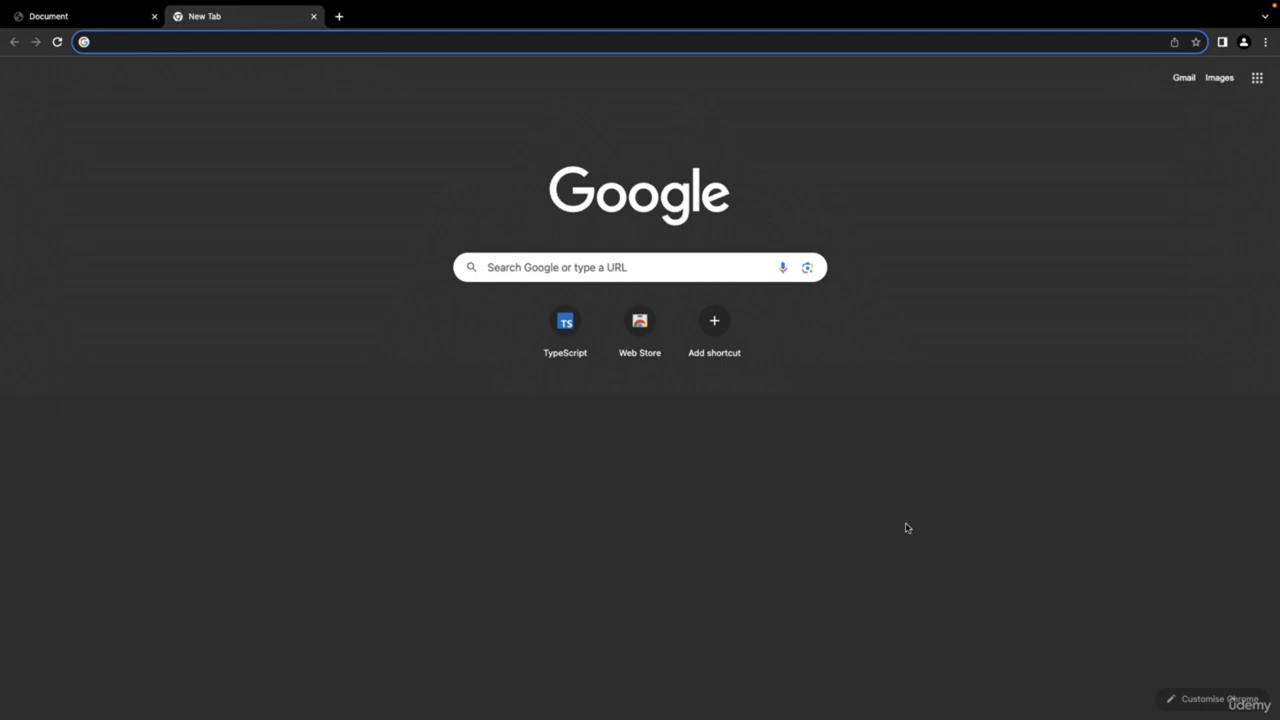 Document
New Tab
Gmail Images
Google
Search Google or type a URL
TS
TypeScript Web Store Add shortcut
Customise Chrome
udemy